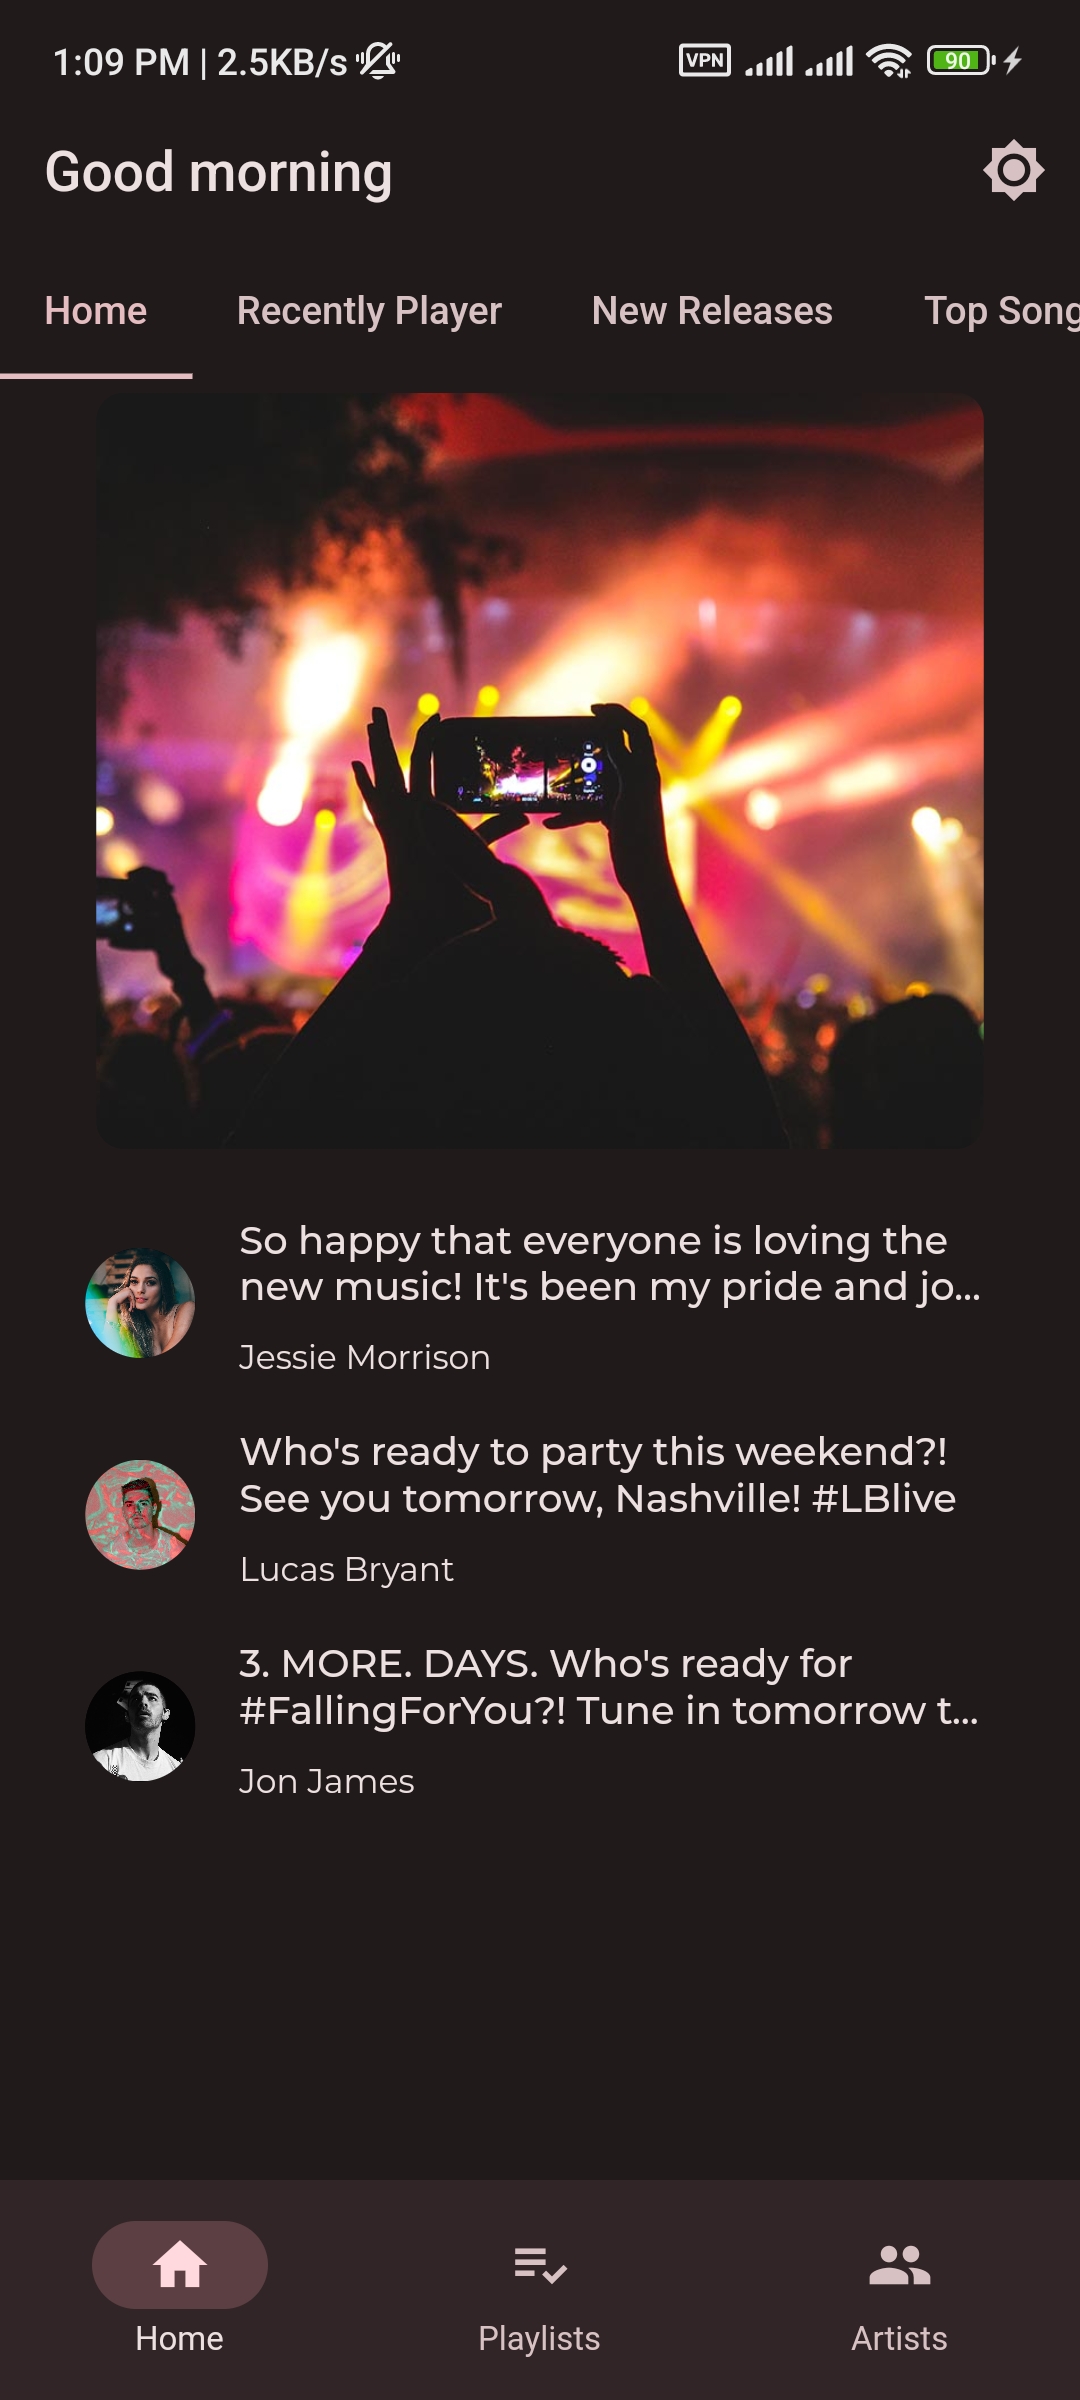 1:09 PM | 2.5KB/s
VPN
90
Good morning
Home
Recently Player
New Releases
Top Song
So happy that everyone is loving the
new music! It's been my pride and jo...
Jessie Morrison
Who's ready to party this weekend?!
See you tomorrow, Nashville! #LBlive
Lucas Bryant
3. MORE. DAYS. Who's ready for
#FallingForYou?! Tune in tomorrow t...
Jon James
Home
Playlists
Artists